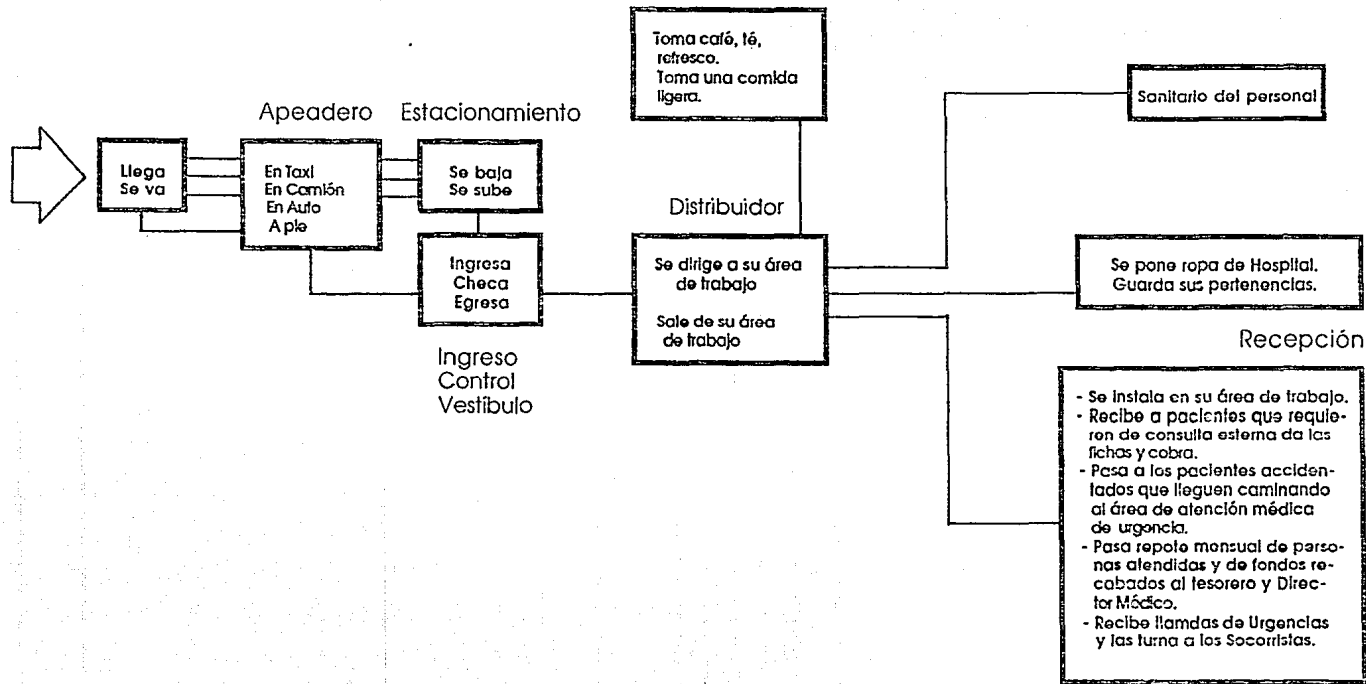 Toma café, té,
refresco.
Toma una comida
ligera.
Sanitario del personal
Apeadero
Estacionamiento
Llega
Se va
En Taxi
En Camión
En Auto
A pie
Se baja
Se sube
Distribuidor
Ingresa
Checa
Egresa
Se dirige a su área
de trabajo
Sale de su área
de trabajo
Se pone ropa de Hospital.
Guarda sus pertenencias.
Ingreso
Control
Vestíbulo
Recepción
- Se instala en su área de trabajo.
- Recibe a pacientes que requie-
ren de consulta esterna da las
fichas y cobra.
- Pasa a los pacientes acciden-
tados que lleguen caminando
al área de atención médica
de urgencia.
- Pasa repote mensual de perso-
nas atendidas y de fondos re-
cabados al tesorero y Direc-
tor Médico.
- Recibe llamdas de Urgencias
y las turna a los Socorristas.